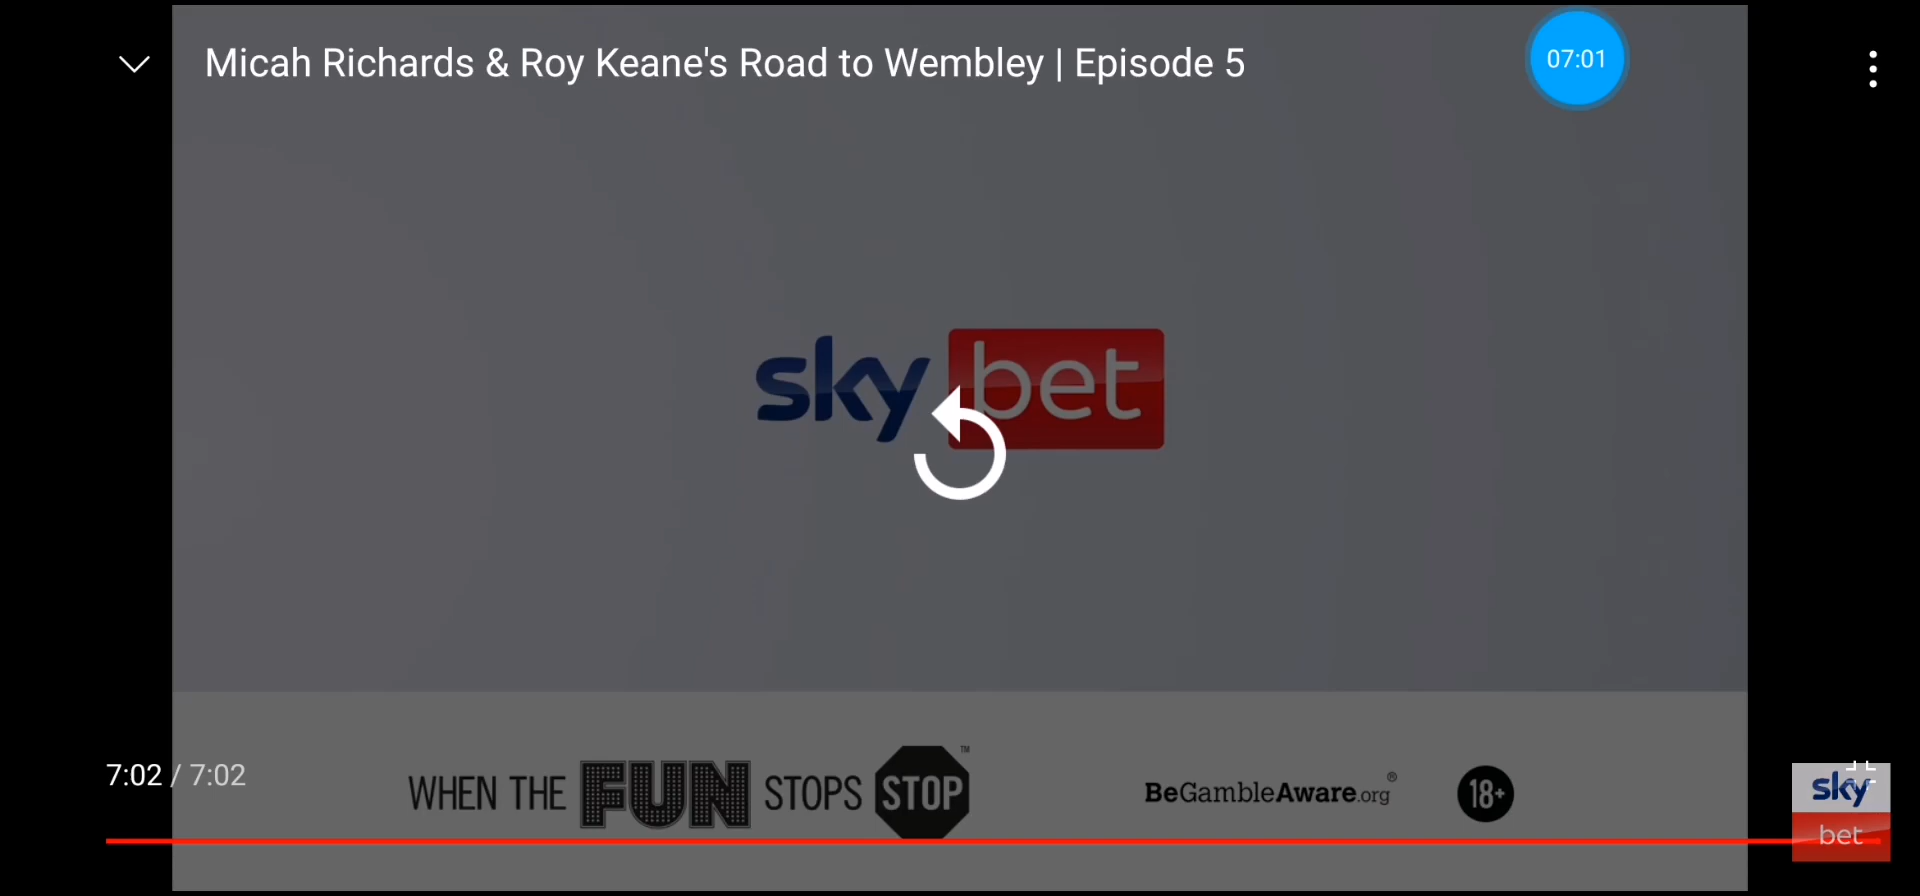 Micah Richards & Roy Keane's Road to Wembley | Episode 5
07:01
sky bet
7:02 / 7:02
WHEN THE FUN STOPS STOP™
BeGambleAware.org®
18+
sky
bet